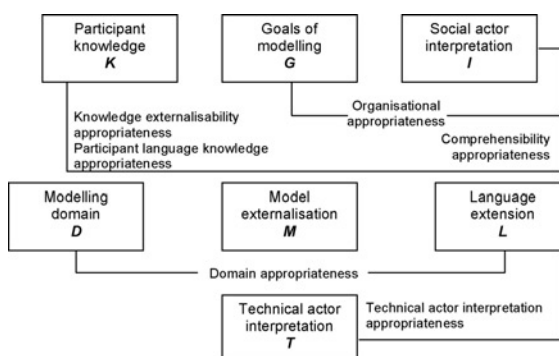 Participant
knowledge
K
Goals of
modelling
G
Social actor
interpretation
I
Knowledge externalisability
appropriateness
Participant language knowledge
appropriateness
Organisational
appropriateness
Comprehensibility
appropriateness
Modelling
domain
D
Model
externalisation
M
Language
extension
L
Domain appropriateness
Technical actor
interpretation
T
Technical actor interpretation
appropriateness